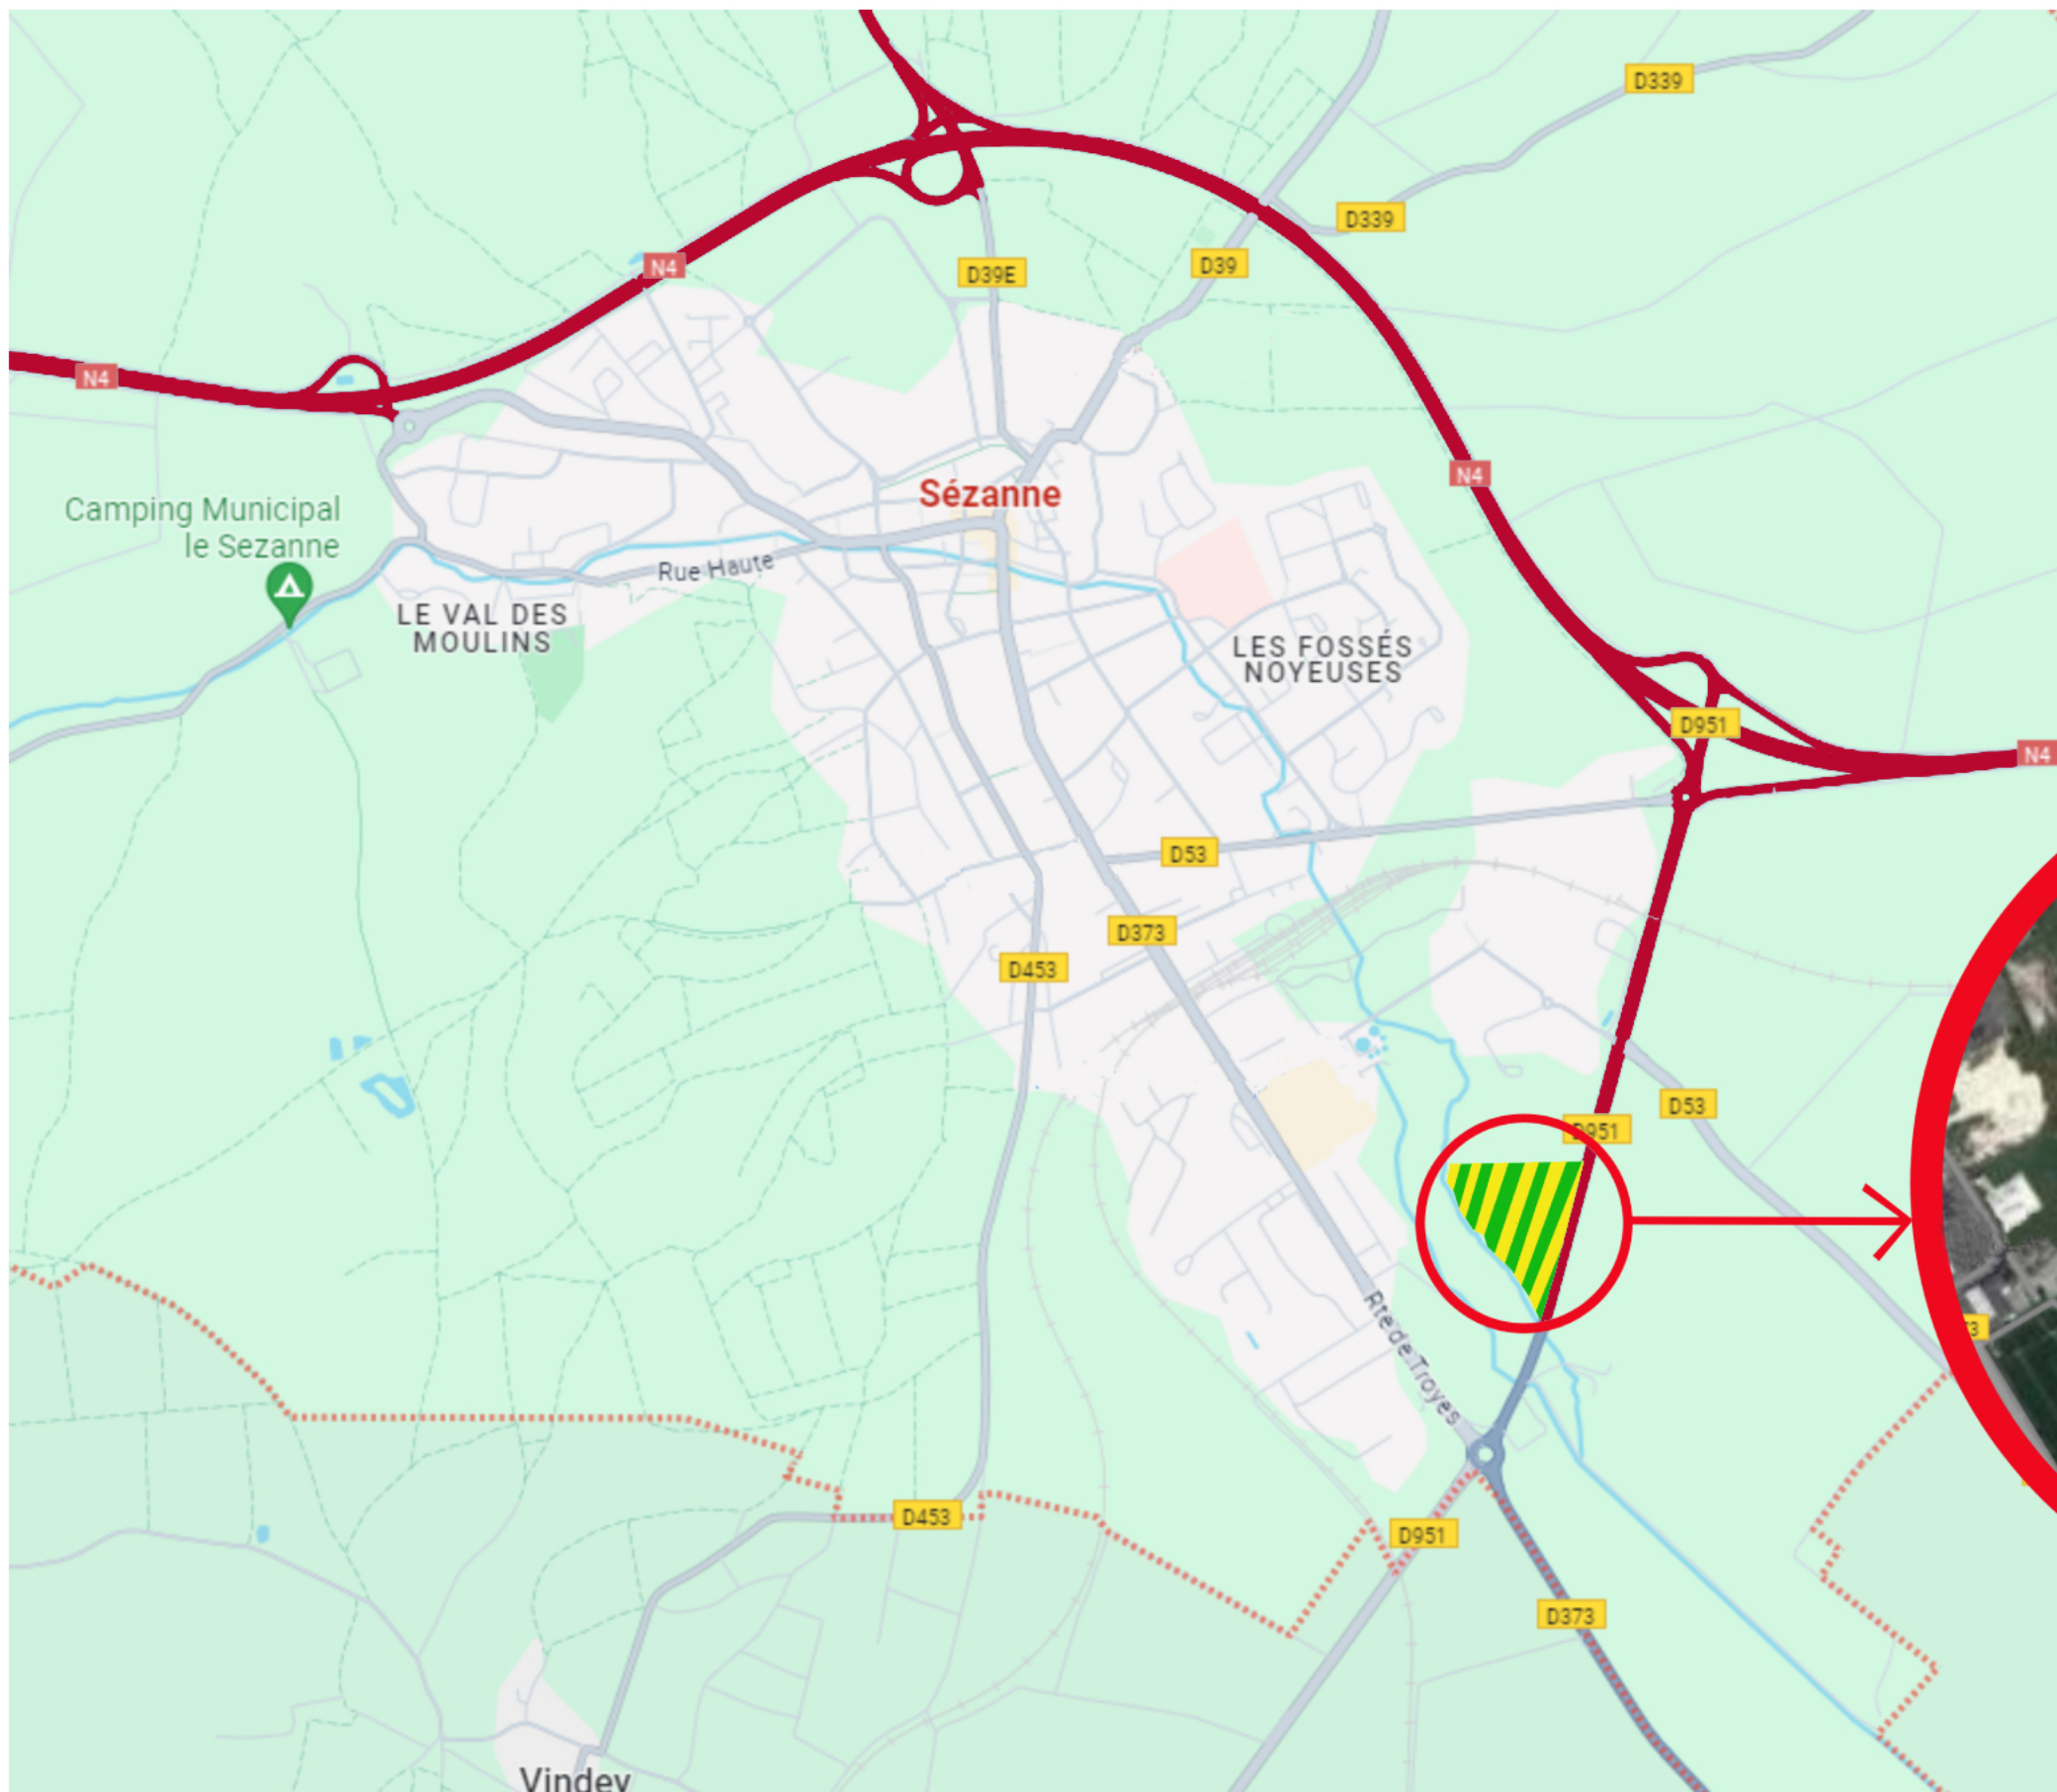 D339
D339
N4
D39E
D39
N4
N4
Sézanne
Camping Municipal
le Sezanne
Rue Haute
LE VAL DES
MOULINS
LES FOSSÉS
NOYEUSES
D951
N4
D53
D373
D453
D53
D951
Rte de Troyes
D453
D951
D373
Vindey